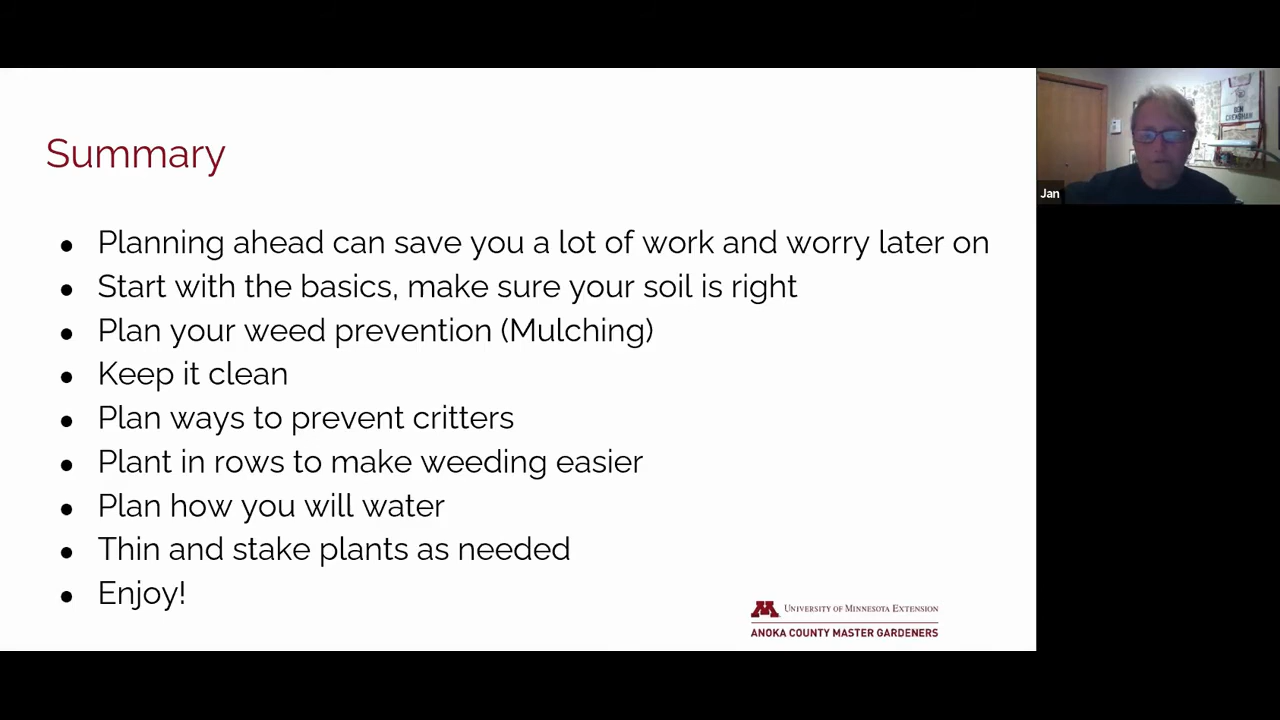 Summary
● Planning ahead can save you a lot of work and worry later on
● Start with the basics, make sure your soil is right
● Plan your weed prevention (Mulching)
● Keep it clean
● Plan ways to prevent critters
● Plant in rows to make weeding easier
● Plan how you will water
● Thin and stake plants as needed
● Enjoy!
M University of Minnesota Extension
ANOKA COUNTY MASTER GARDENERS
BEN
CRENSHAW
Jan